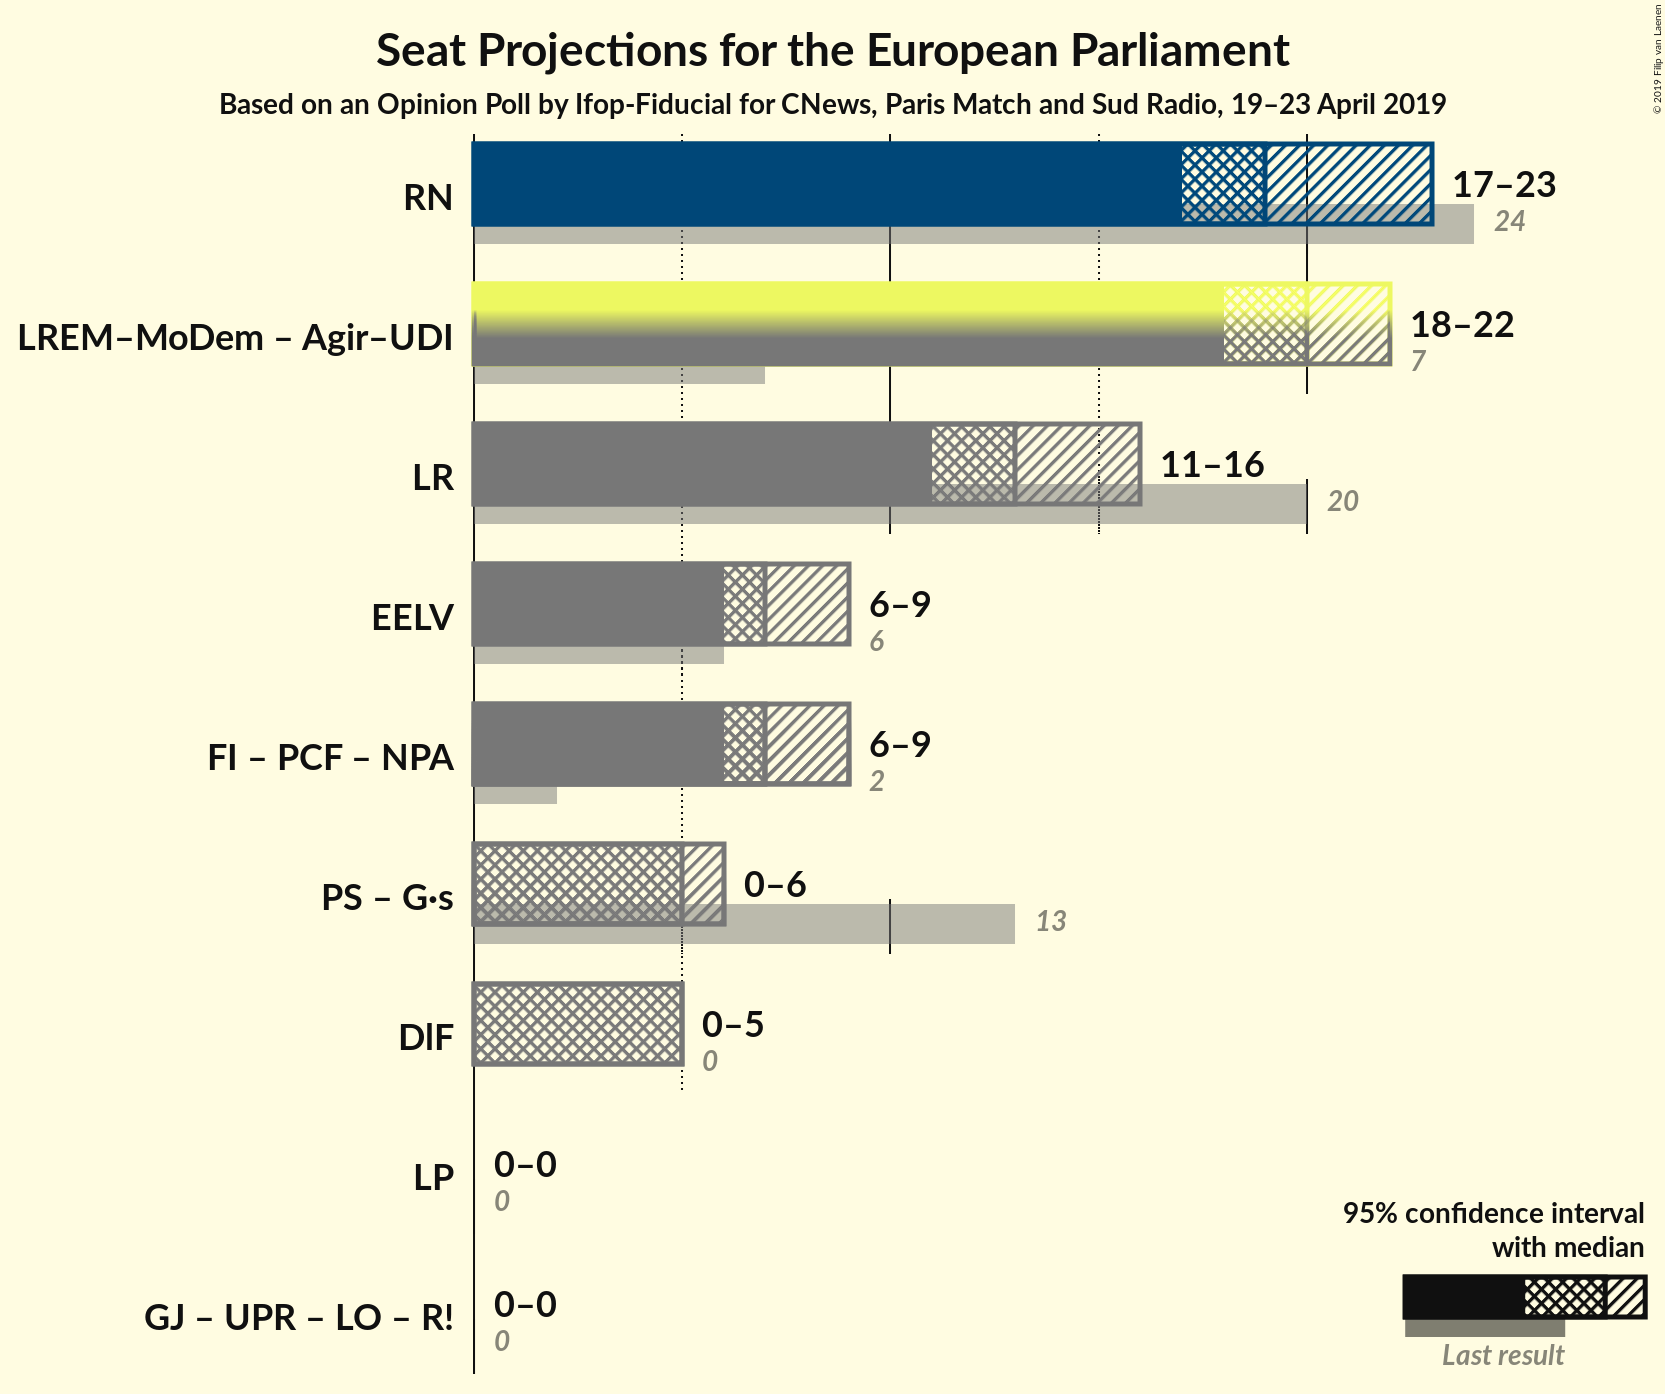 Seat Projections for the European Parliament
Based on an Opinion Poll by Ifop-Fiducial for CNews, Paris Match and Sud Radio, 19–23 April 2019
© 2019 Filip van Laenen
RN
17–23
24
LREM–MoDem – Agir–UDI
18–22
7
LR
11–16
20
EELV
6–9
6
FI – PCF – NPA
6–9
2
PS – G·s
0–6
13
DlF
0–5
0
LP
0–0
0
GJ – UPR – LO – R!
0–0
0
95% confidence interval
with median
Last result